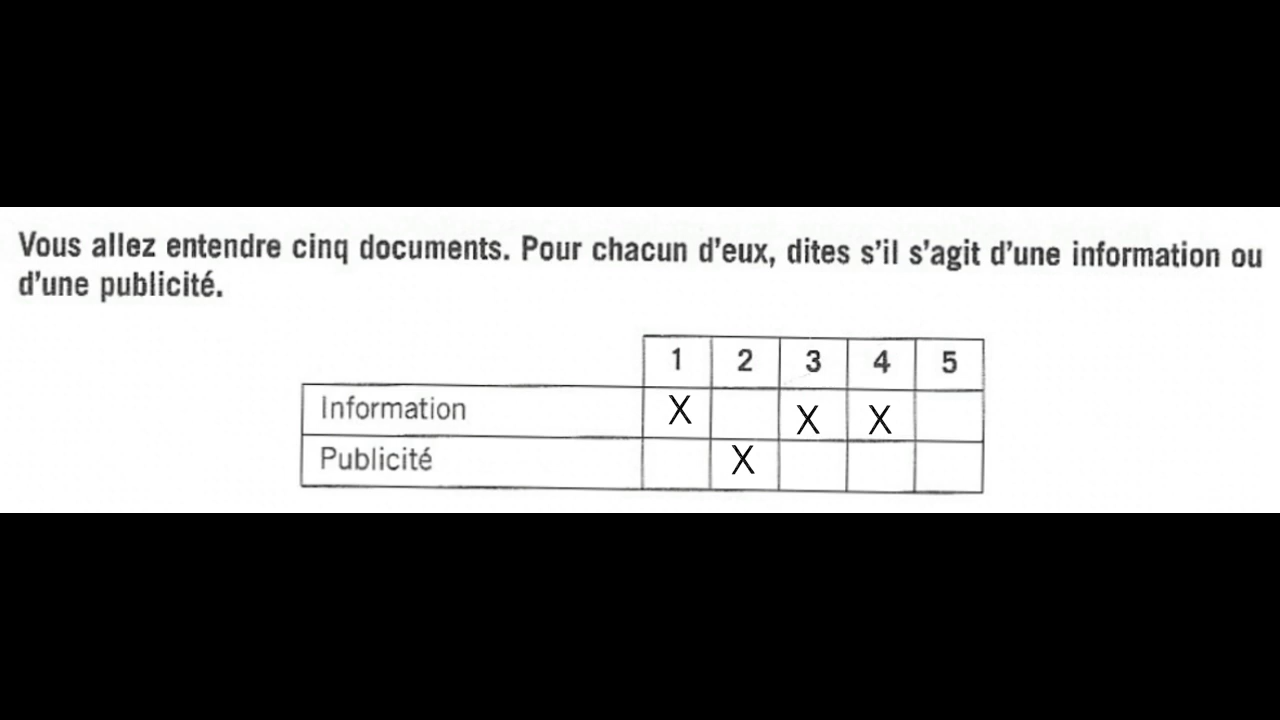 Vous allez entendre cinq documents. Pour chacun d'eux, dites s'il s'agit d'une information ou
d'une publicité.
1 2 3 4 5
Information X X X
Publicité X